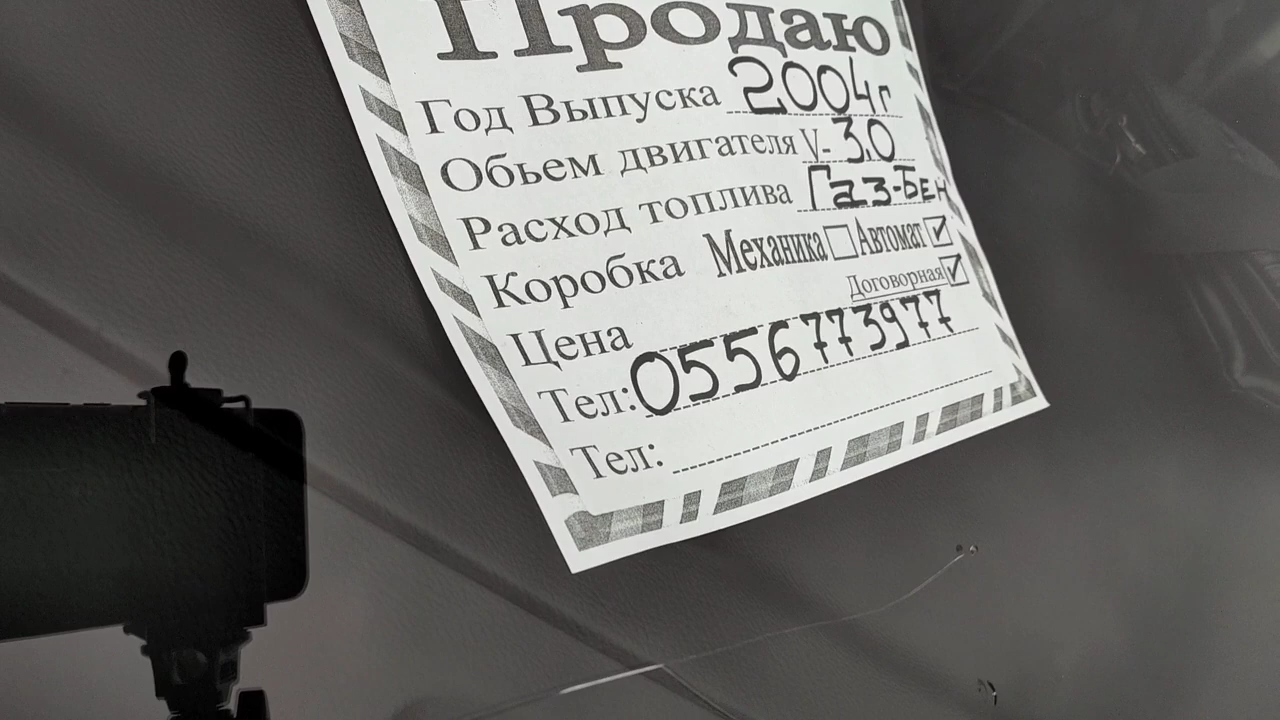 Продаю
Год Выпуска 2004г
Обьем двигателя V-3.0
Расход топлива Газ-Бен
Коробка Механика Автомат
Договорная
Цена
Тел: 0556773977
Тел: